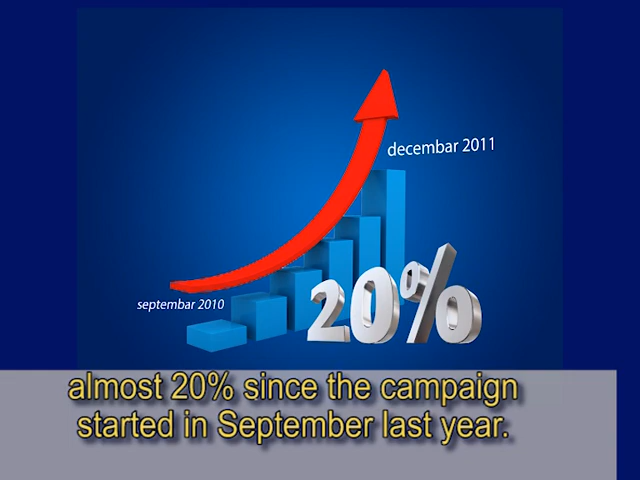 decembar 2011
septembar 2010
20%
almost 20% since the campaign
started in September last year.